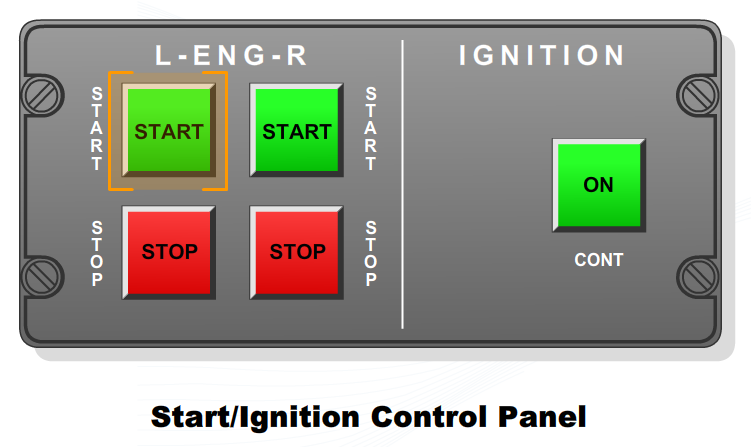 L-ENG-R
IGNITION
START
START
START
START
ON
CONT
STOP
STOP
STOP
STOP
Start/Ignition Control Panel